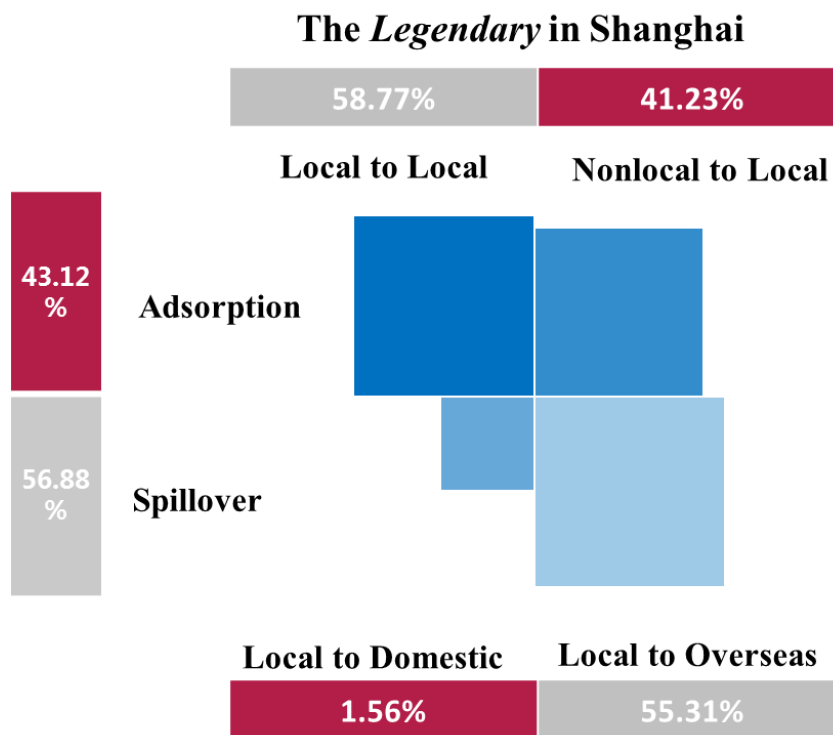 The Legendary in Shanghai
58.77% 41.23%
Local to Local Nonlocal to Local
43.12
%
Adsorption
56.88
%
Spillover
Local to Domestic Local to Overseas
1.56% 55.31%